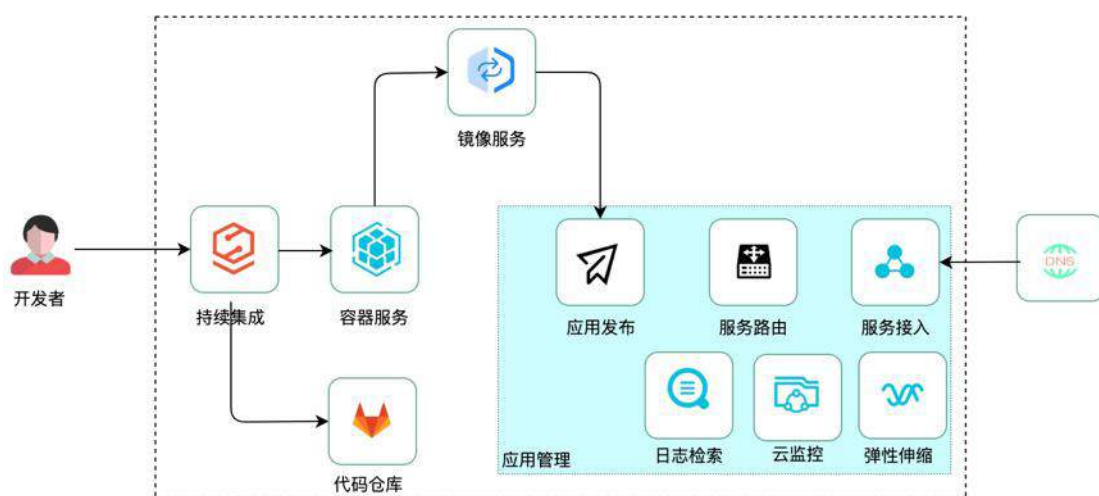 镜像服务
开发者
持续集成
容器服务
应用发布
服务路由
服务接入
DNS
日志检索
云监控
弹性伸缩
应用管理
代码仓库